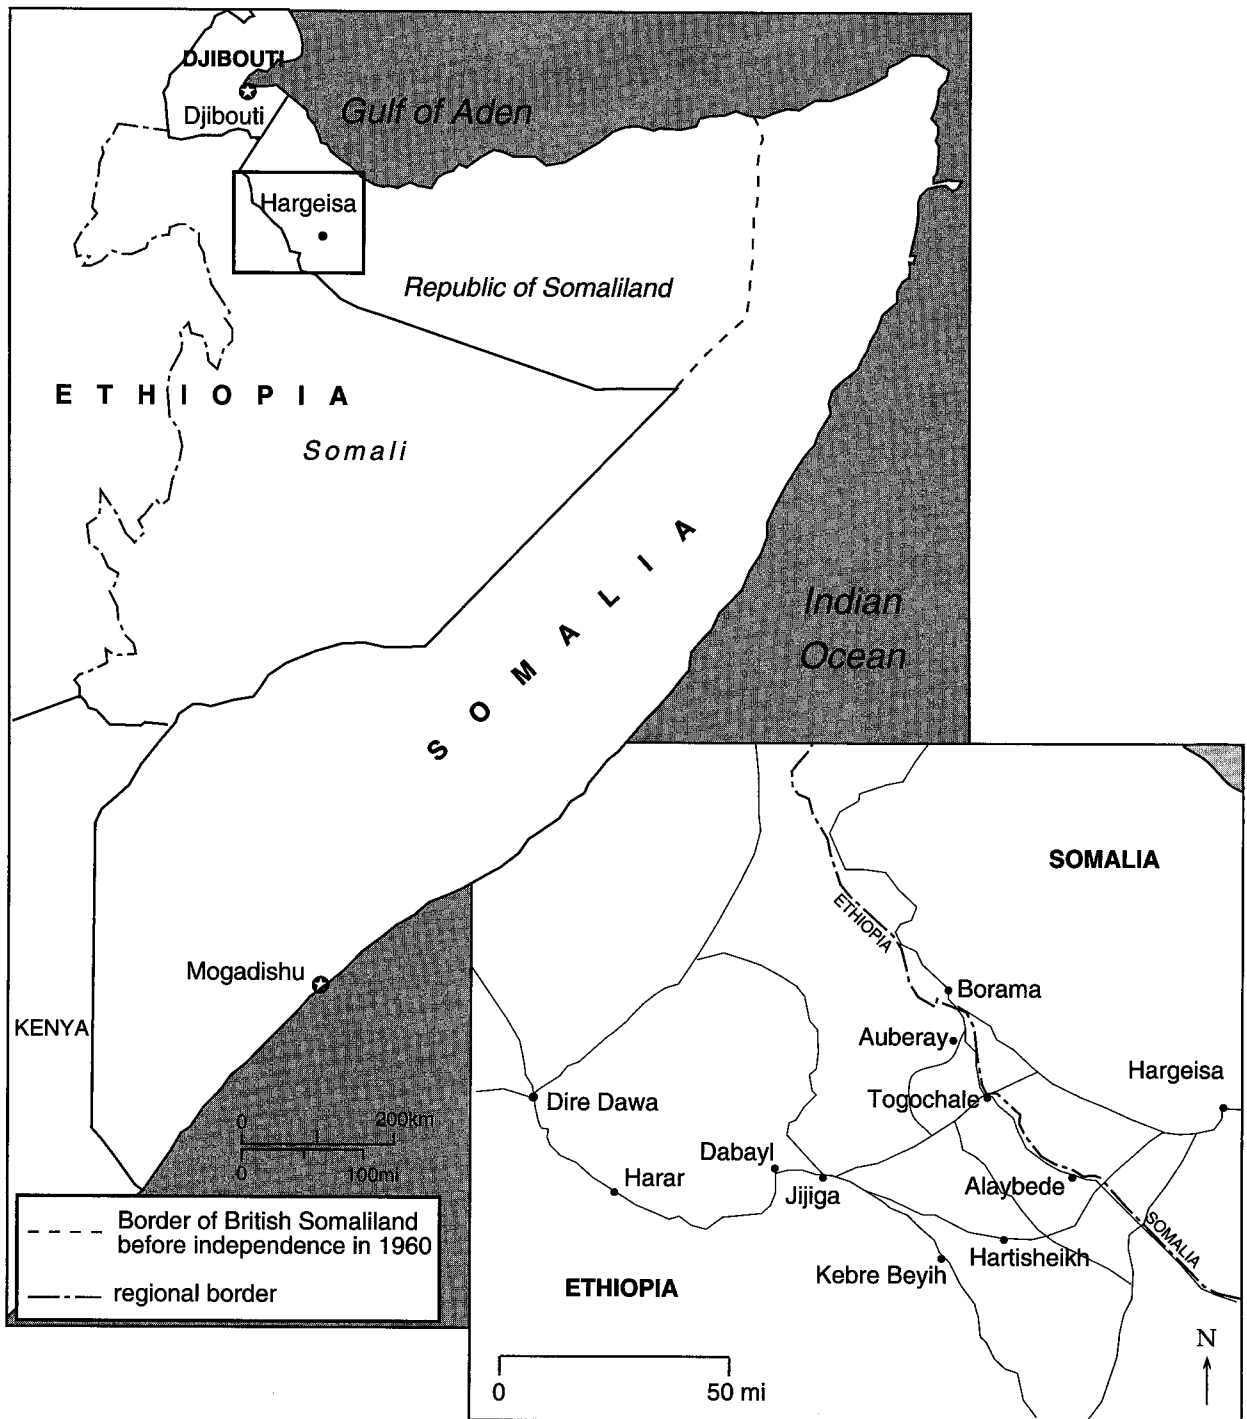 DJIBOUTI
Djibouti
Gulf of Aden
Hargeisa
Republic of Somaliland
ETHIOPIA
Somali
SOMALIA
Indian
Ocean
Mogadishu
KENYA
0 200km
0 100mi
Border of British Somaliland
before independence in 1960
regional border
SOMALIA
ETHIOPIA
Borama
Auberay
Hargeisa
Togochale
Dire Dawa
Dabayl
Harar
Jijiga
Alaybede
SOMALIA
Hartisheikh
Kebre Beyih
ETHIOPIA
N
0 50 mi